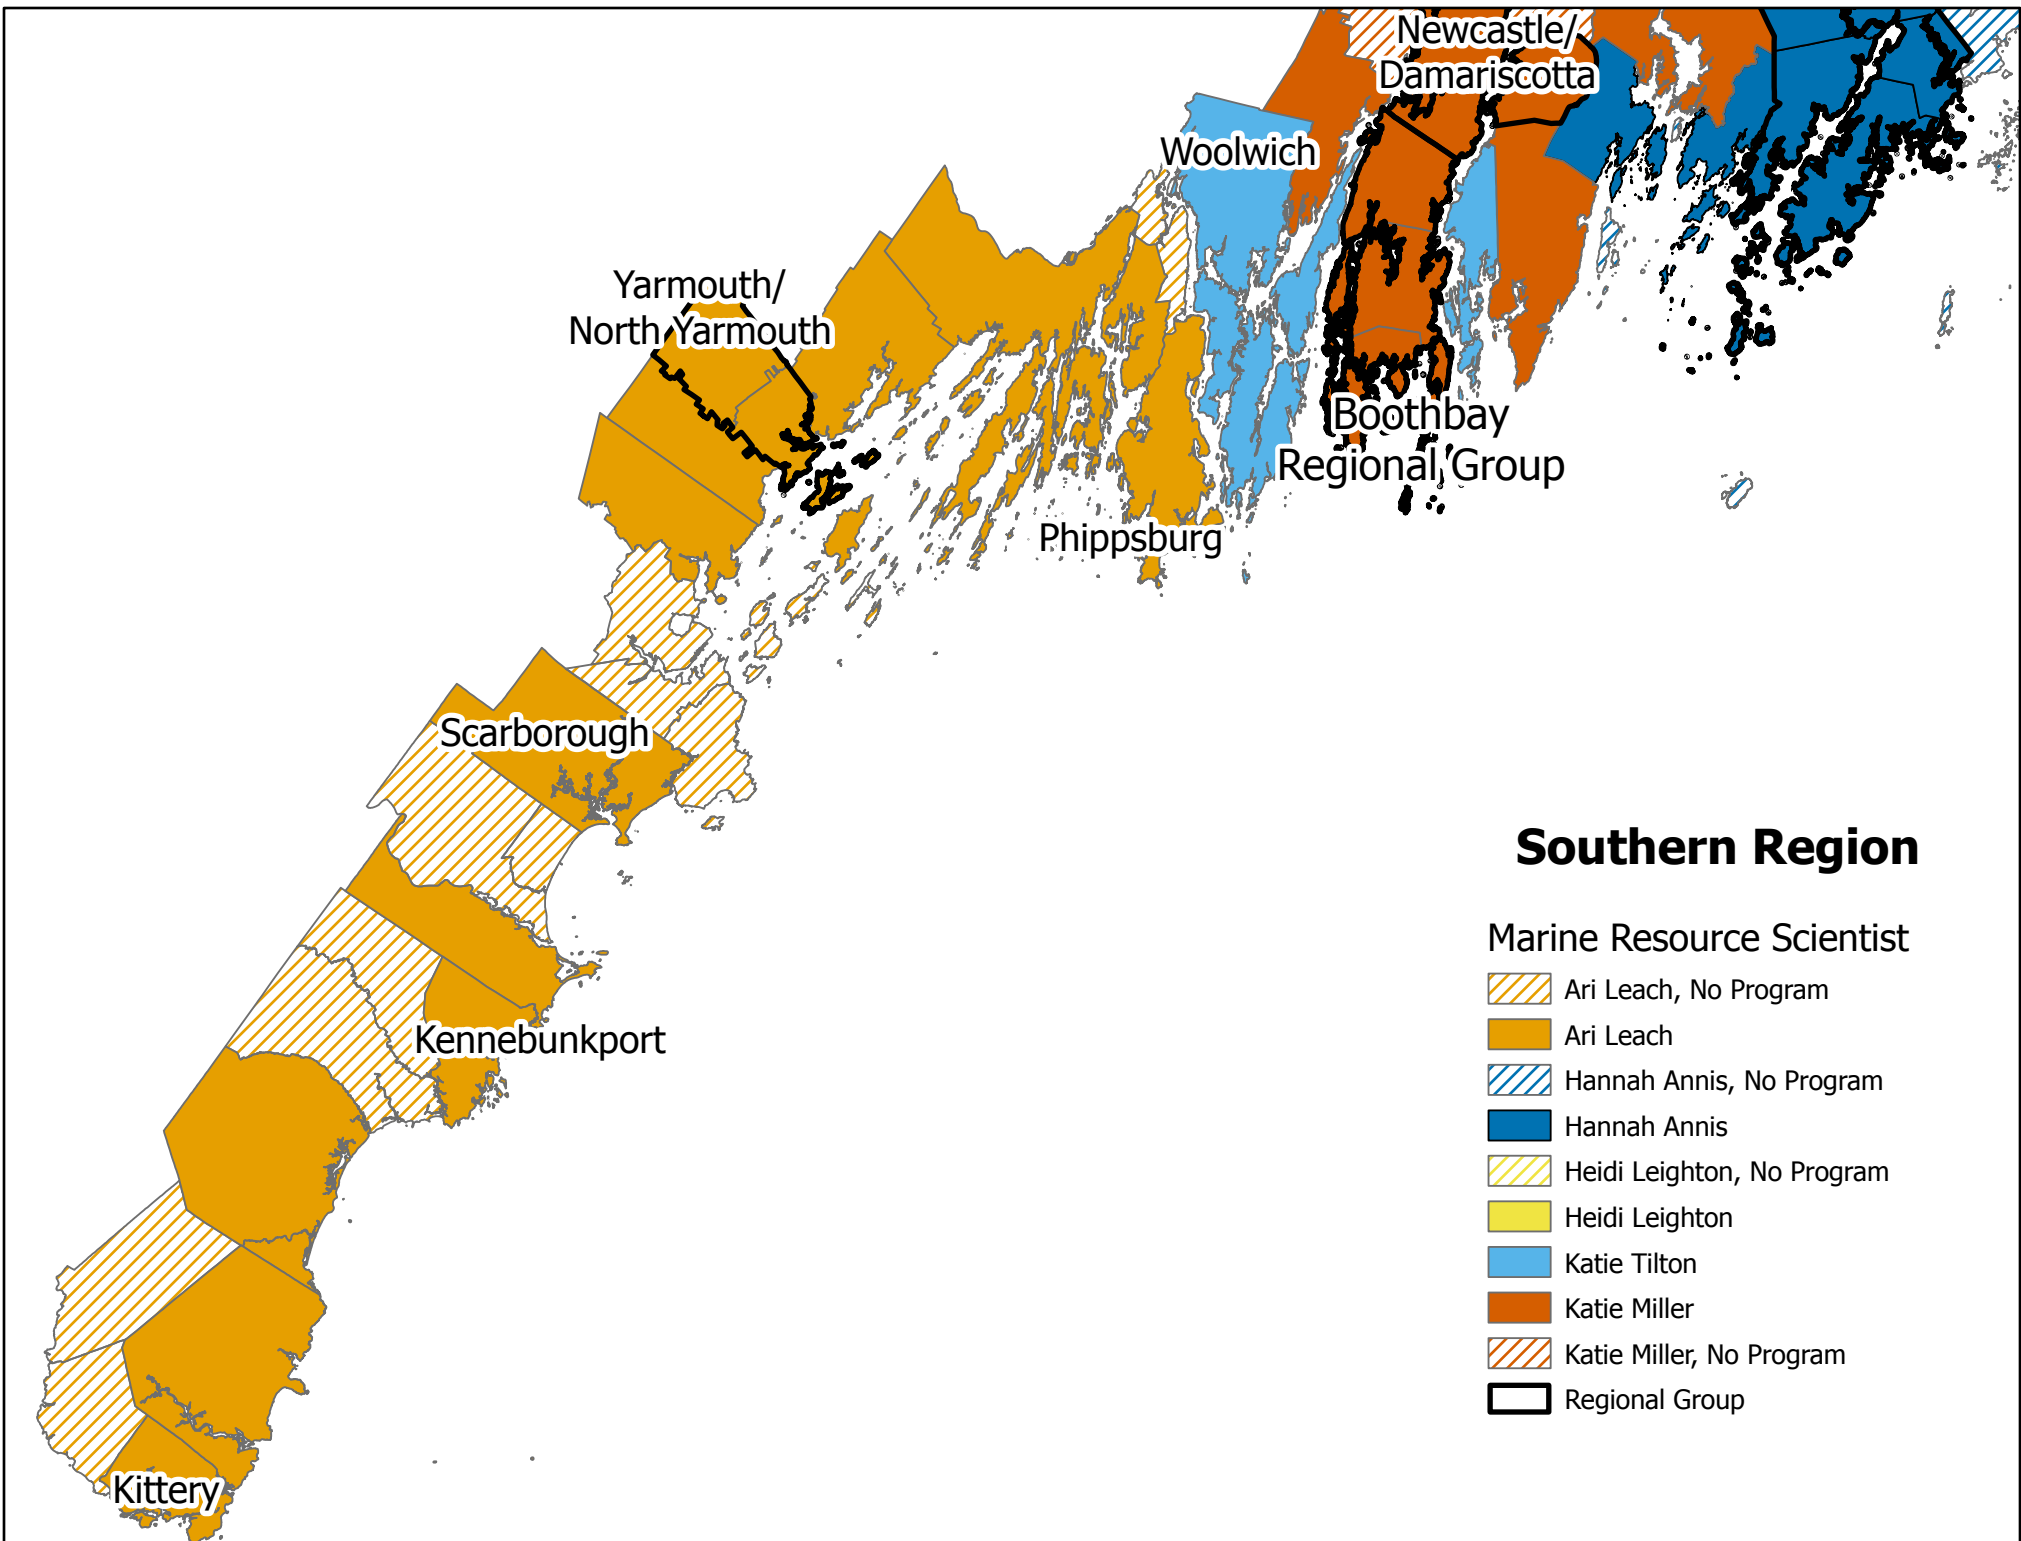 Newcastle/
Damariscotta
Woolwich
Yarmouth/
North Yarmouth
Boothbay
Regional Group
Phippsburg
Scarborough
Kennebunkport
Kittery
Southern Region
Marine Resource Scientist
Ari Leach, No Program
Ari Leach
Hannah Annis, No Program
Hannah Annis
Heidi Leighton, No Program
Heidi Leighton
Katie Tilton
Katie Miller
Katie Miller, No Program
Regional Group